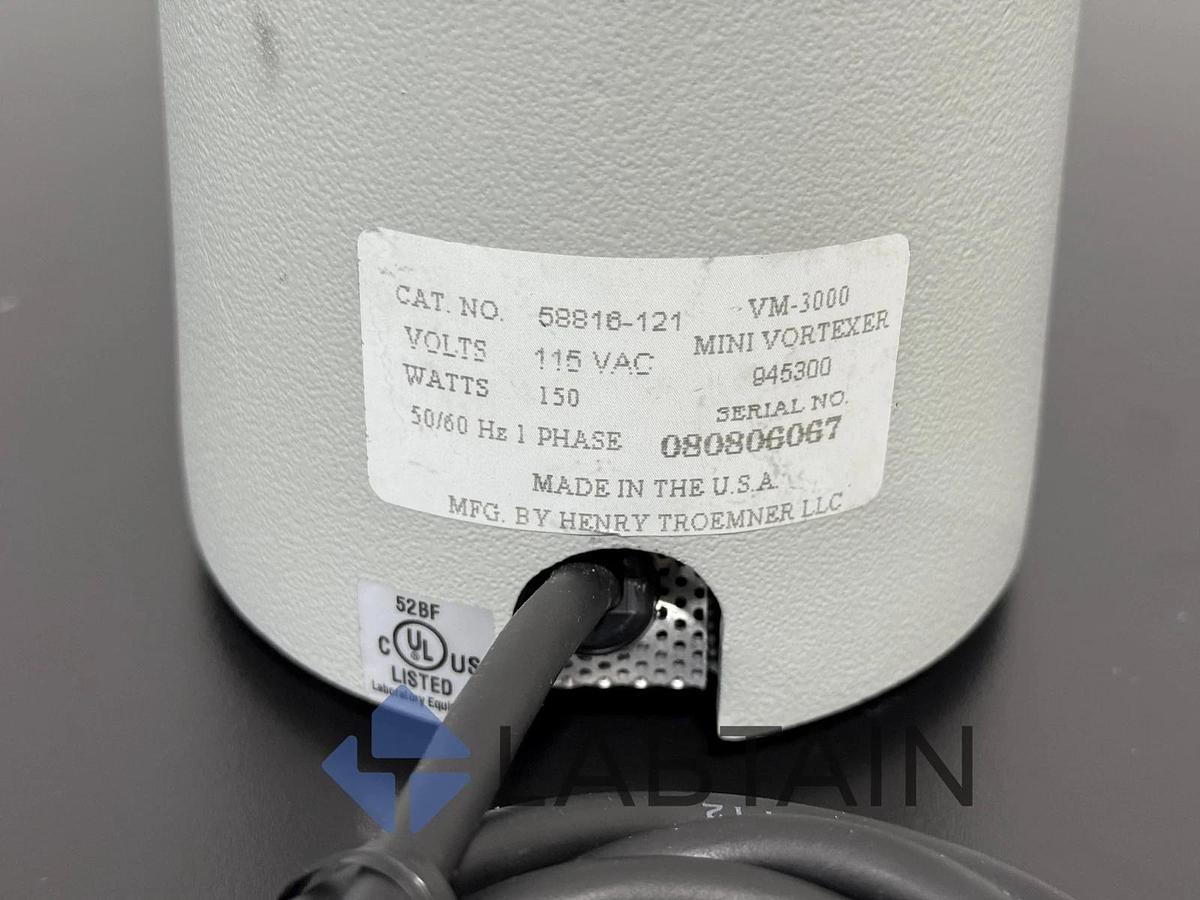 CAT. NO. 58816-121
VOLTS 115 VAC
WATTS 150
50/60 Hz 1 PHASE
VM-3000
MINI VORTEXER
945300
SERIAL NO.
080806067
MADE IN THE U.S.A.
MFG. BY HENRY TROEMNER LLC
52BF
C UL US
®
LISTED
Laboratory
LABTAIN